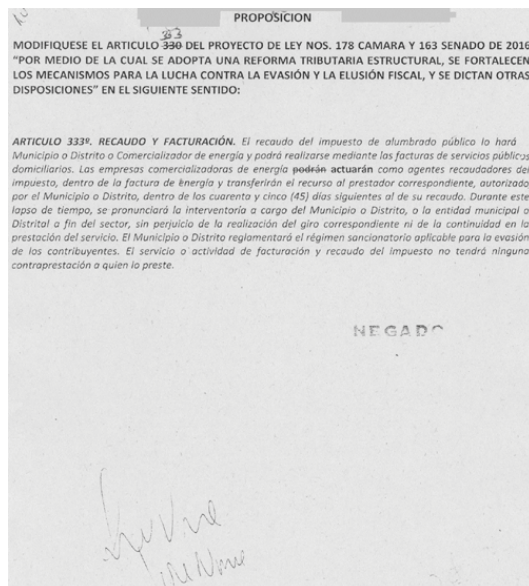 PROPOSICION
353
MODIFIQUESE EL ARTICULO 330 DEL PROYECTO DE LEY NOS. 178 CAMARA Y 163 SENADO DE 2016
“POR MEDIO DE LA CUAL SE ADOPTA UNA REFORMA TRIBUTARIA ESTRUCTURAL, SE FORTALECEN
LOS MECANISMOS PARA LA LUCHA CONTRA LA EVASIÓN Y LA ELUSIÓN FISCAL, Y SE DICTAN OTRAS
DISPOSICIONES” EN EL SIGUIENTE SENTIDO:
ARTICULO 333º. RECAUDO Y FACTURACIÓN. El recaudo del impuesto de alumbrado público lo hará
Municipio o Distrito o Comercializador de energía y podrá realizarse mediante las facturas de servicios públicos
domiciliarios. Las empresas comercializadoras de energía podrán actuarán como agentes recaudadores del
impuesto, dentro de la factura de energía y transferirán el recurso al prestador correspondiente, autorizado
por el Municipio o Distrito, dentro de los cuarenta y cinco (45) días siguientes al de su recaudo. Durante este
lapso de tiempo, se pronunciará la interventoría a cargo del Municipio o Distrito, o la entidad municipal o
Distrital a fin del sector, sin perjuicio de la realización del giro correspondiente ni de la continuidad en la
prestación del servicio. El Municipio o Distrito reglamentará el régimen sancionatorio aplicable para la evasión
de los contribuyentes. El servicio o actividad de facturación y recaudo del impuesto no tendrá ninguna
contraprestación a quien lo preste.
NEGADO